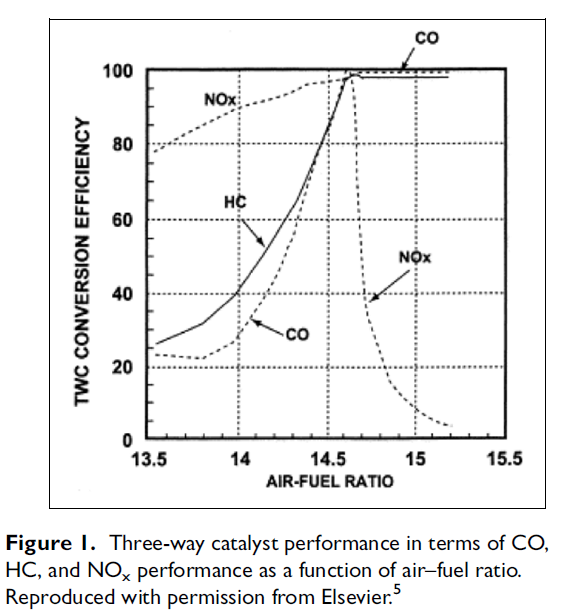 CO
100
NOx
80
HC
60
NOx
40
CO
20
0
13.5 14 14.5 15 15.5
AIR-FUEL RATIO
TWC CONVERSION EFFICIENCY
Figure 1. Three-way catalyst performance in terms of CO,
HC, and NOx performance as a function of air–fuel ratio.
Reproduced with permission from Elsevier.5